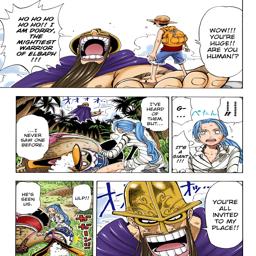 WOW!!!
YOU'RE
HUGE!!
ARE YOU
HUMAN!?
HO HO HO HO
HO HO!! I
AM DORRY,
THE
MIGHTIEST
WARRIOR
OF ELBAPH
!!!
G--
IT'S A
GIANT
!!!
I'VE
HEARD OF
THEM...
... I
NEVER
SAW ONE
BEFORE.
YOU'RE
ALL
INVITED
TO MY
PLACE!!
ULP!!
HE'S
SEEN
US.